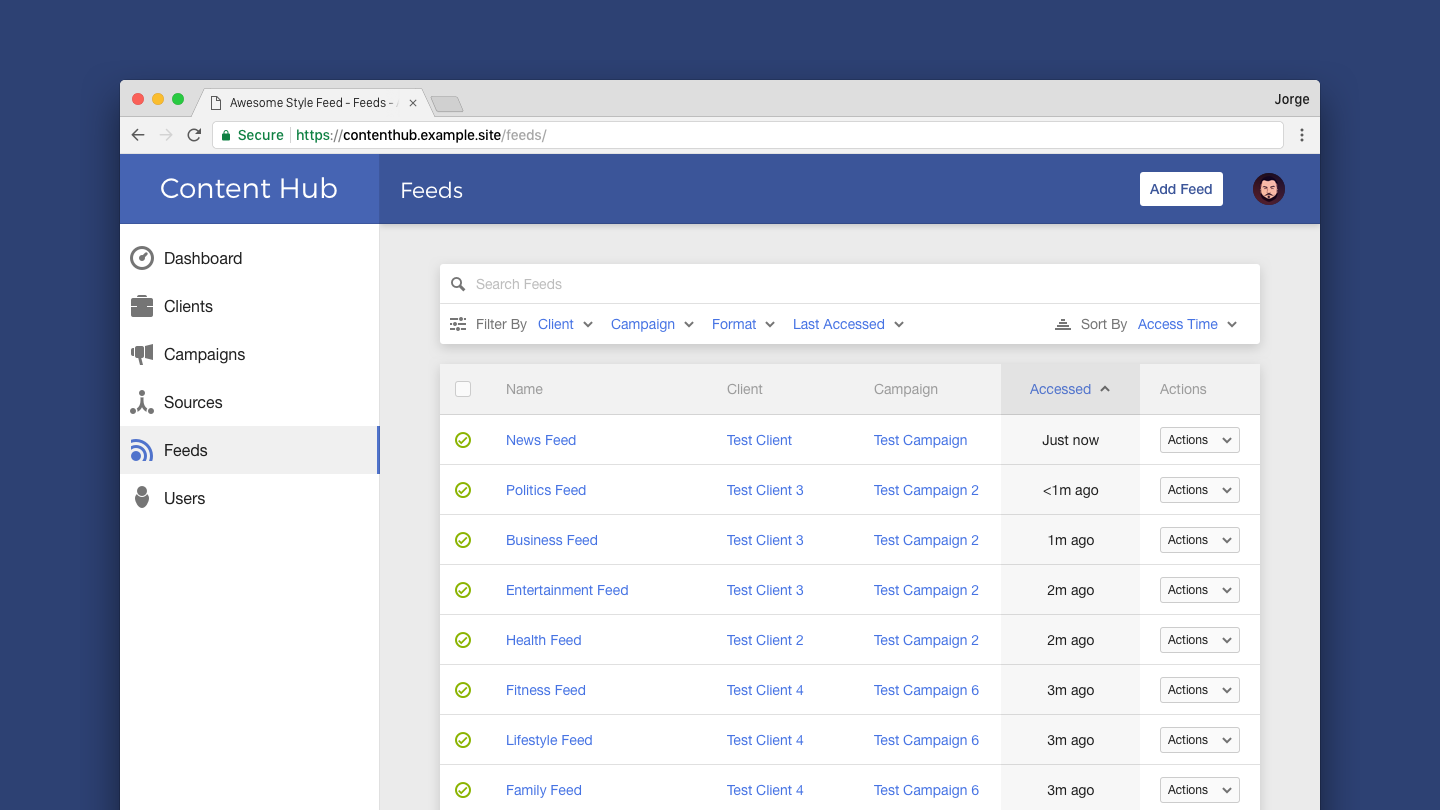 Awesome Style Feed - Feeds -
Jorge
Secure https://contenthub.example.site/feeds/
Content Hub
Feeds
Add Feed
Dashboard
Clients
Campaigns
Sources
Feeds
Users
Search Feeds
Filter By Client Campaign Format Last Accessed Sort By Access Time
Name Client Campaign Accessed Actions
News Feed Test Client Test Campaign Just now Actions
Politics Feed Test Client 3 Test Campaign 2 <1m ago Actions
Business Feed Test Client 3 Test Campaign 2 1m ago Actions
Entertainment Feed Test Client 3 Test Campaign 2 2m ago Actions
Health Feed Test Client 2 Test Campaign 2 2m ago Actions
Fitness Feed Test Client 4 Test Campaign 6 3m ago Actions
Lifestyle Feed Test Client 4 Test Campaign 6 3m ago Actions
Family Feed Test Client 4 Test Campaign 6 3m ago Actions